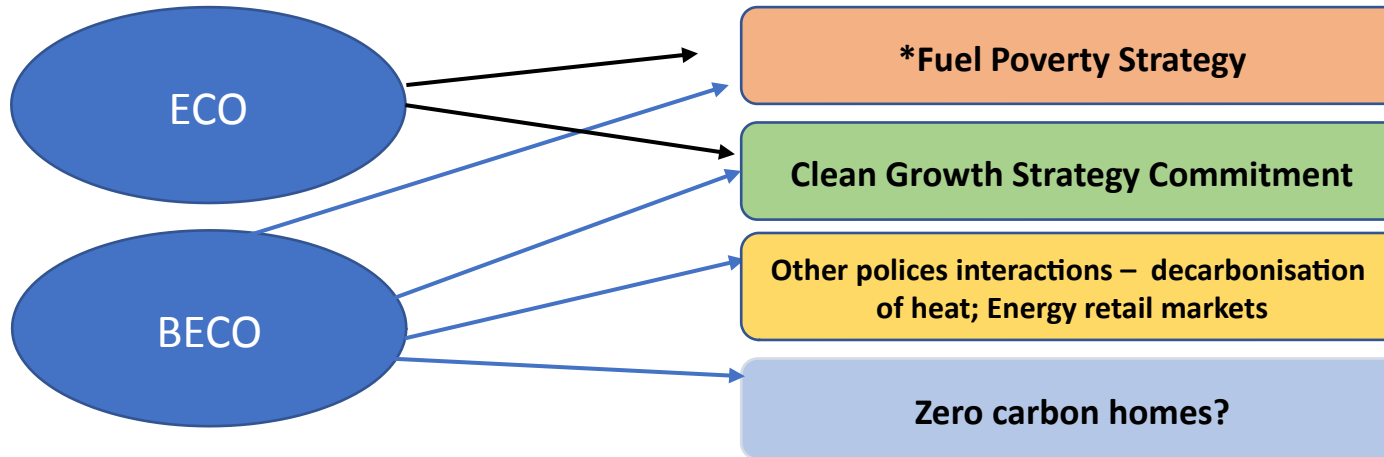 ECO
*Fuel Poverty Strategy
Clean Growth Strategy Commitment
BECO
Other polices interactions – decarbonisation
of heat; Energy retail markets
Zero carbon homes?